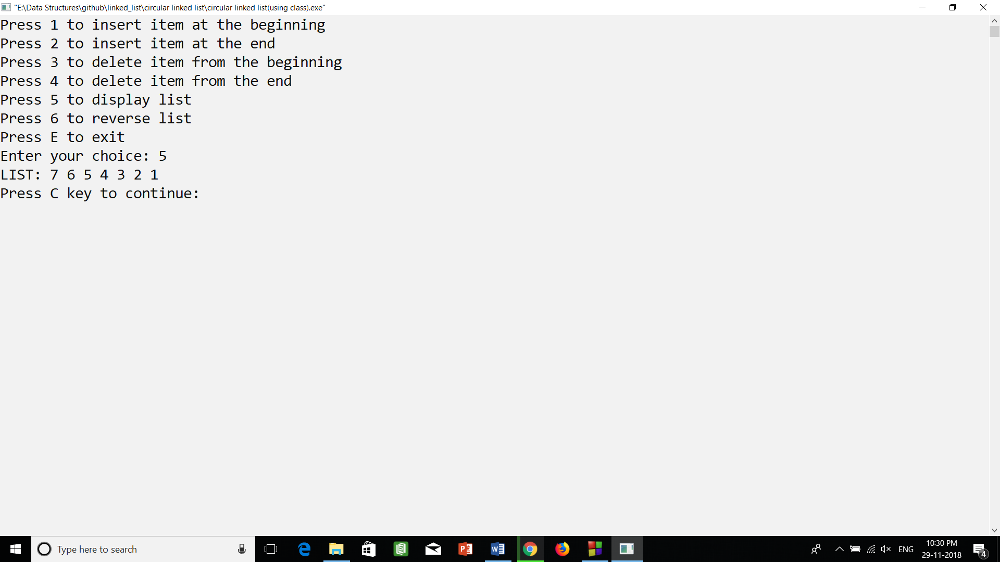 "E:\Data Structures\github\linked_list\circular linked list\circular linked list(using class).exe"
Press 1 to insert item at the beginning
Press 2 to insert item at the end
Press 3 to delete item from the beginning
Press 4 to delete item from the end
Press 5 to display list
Press 6 to reverse list
Press E to exit
Enter your choice: 5
LIST: 7 6 5 4 3 2 1
Press C key to continue:
Type here to search
ENG
10:30 PM
29-11-2018
4